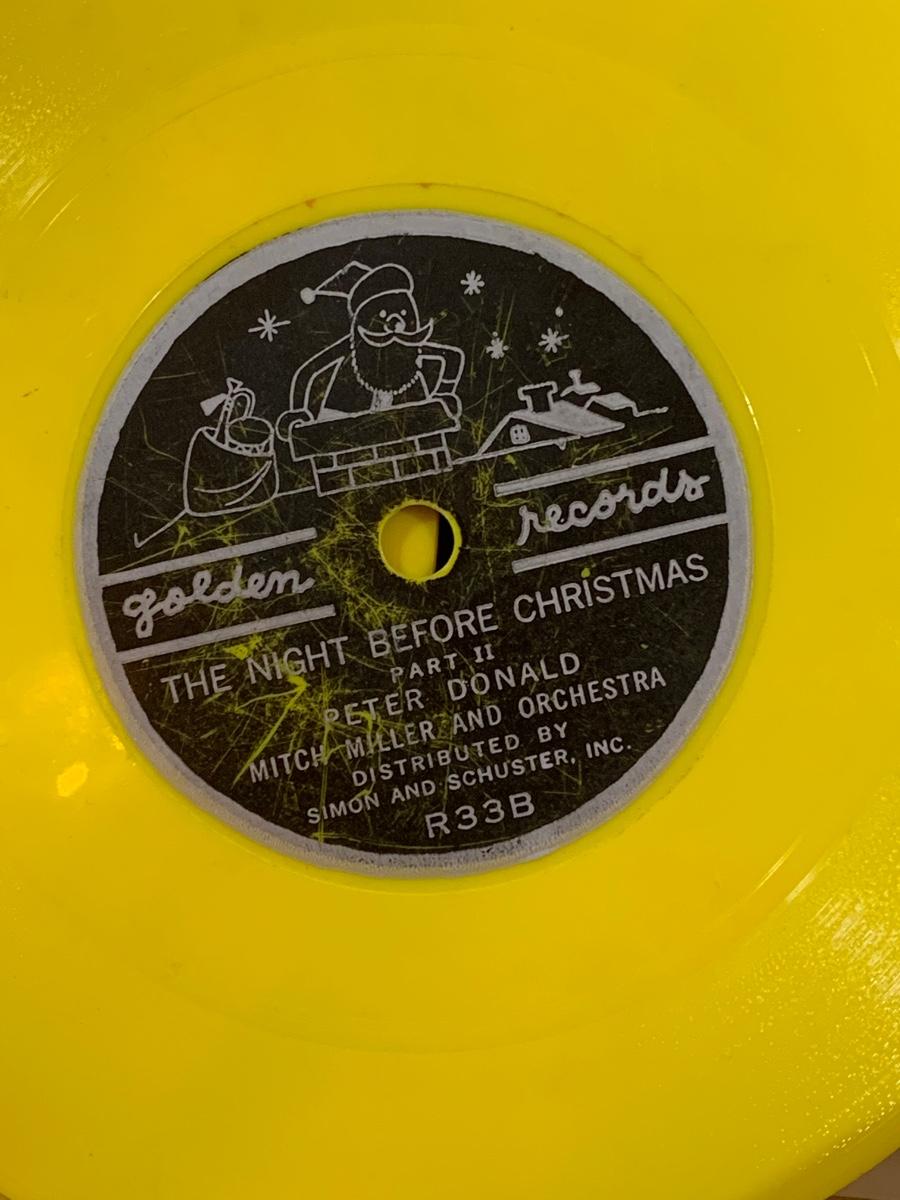 golden records
THE NIGHT BEFORE CHRISTMAS
PART II
PETER DONALD
MITCH MILLER AND ORCHESTRA
DISTRIBUTED BY
SIMON AND SCHUSTER, INC.
R33B